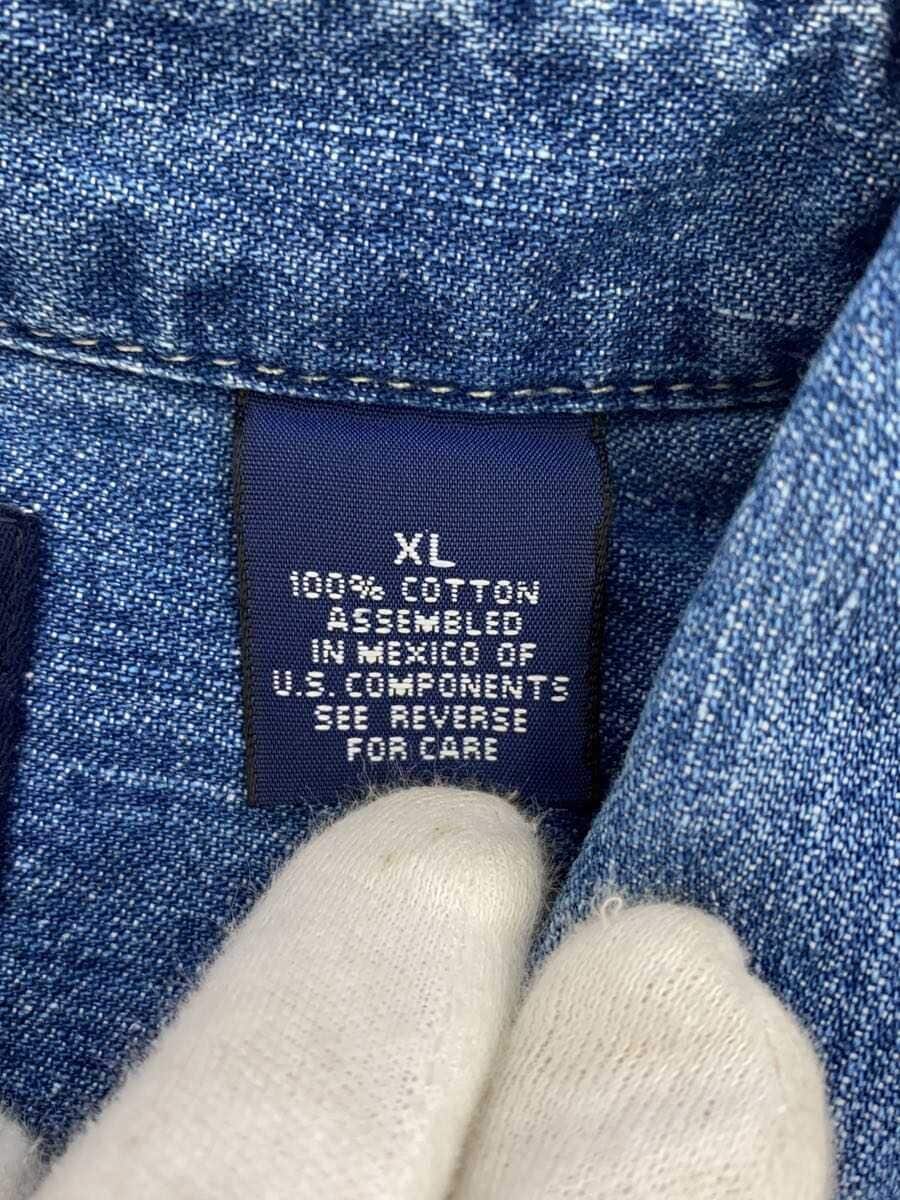 XL
100% COTTON
ASSEMBLED
IN MEXICO OF
U.S. COMPONENTS
SEE REVERSE
FOR CARE